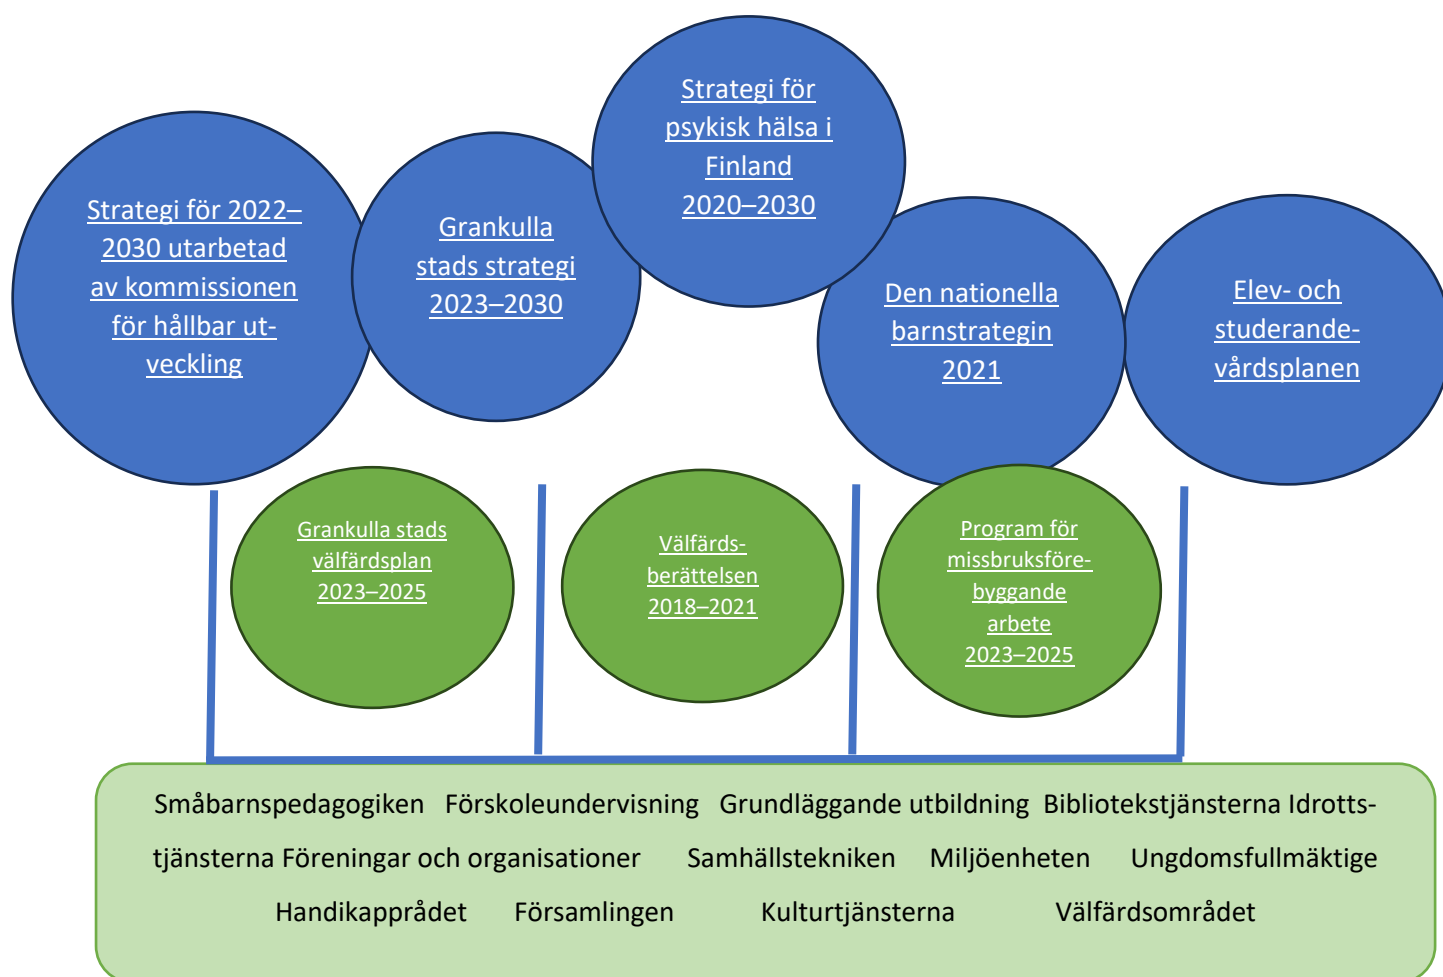 Strategi för 2022–
2030 utarbetad
av kommissionen
för hållbar ut-
veckling
Grankulla
stads strategi
2023–2030
Strategi för
psykisk hälsa i
Finland
2020–2030
Den nationella
barnstrategin
2021
Elev- och
studerande-
vårdsplanen
Grankulla stads
välfärdsplan
2023–2025
Välfärds-
berättelsen
2018–2021
Program för
missbruksföre-
byggande
arbete
2023–2025
Småbarnspedagogiken Förskoleundervisning Grundläggande utbildning Bibliotekstjänsterna Idrotts-
tjänsterna Föreningar och organisationer Samhällstekniken Miljöenheten Ungdomsfullmäktige
Handikapprådet Församlingen Kulturtjänsterna Välfärdsområdet